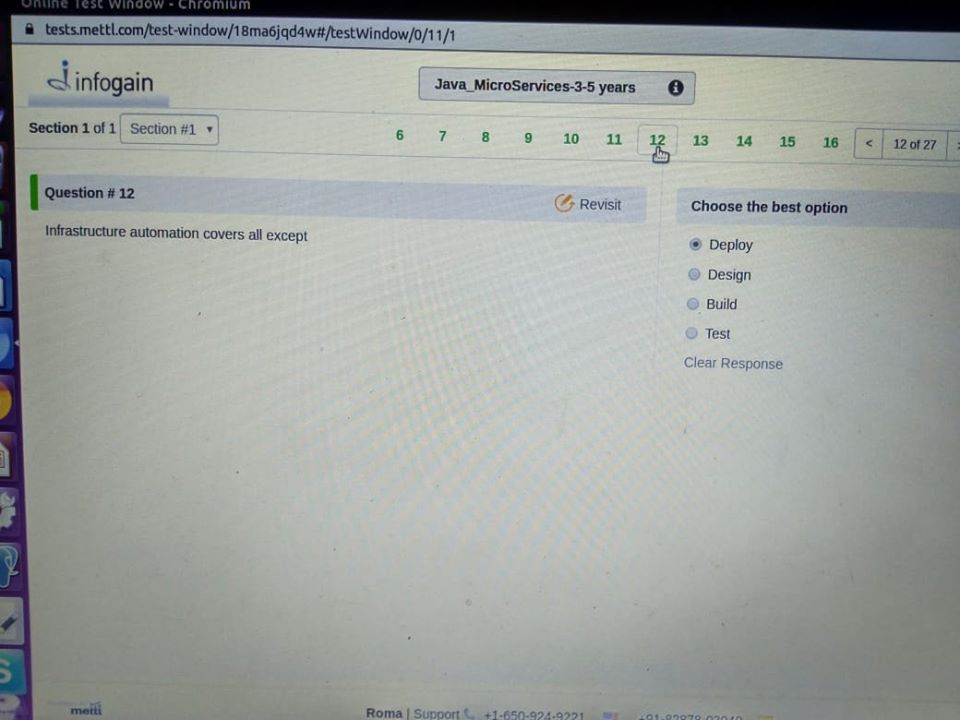 Online Test Window - Chromium
tests.mettl.com/test-window/18ma6jqd4w#/testWindow/0/11/1
infogain
Java_MicroServices-3-5 years
Section 1 of 1 Section #1
6 7 8 9 10 11 12 13 14 15 16 < 12 of 27
Question # 12
Revisit
Choose the best option
Infrastructure automation covers all except
Deploy
Design
Build
Test
Clear Response
mettl
Roma | Support +1-650-924-9221